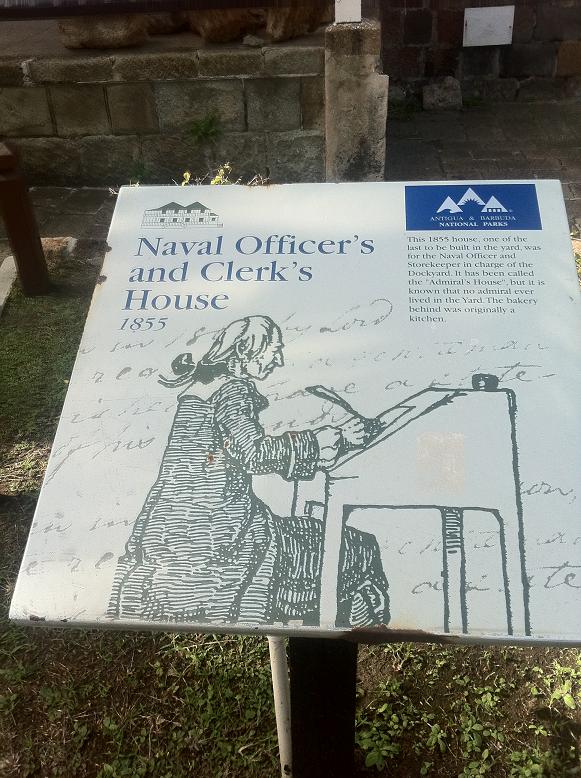 ANTIGUA & BARBUDA
NATIONAL PARKS
Naval Officer's
and Clerk's
House
1855
This 1855 house, one of the
last to be built in the yard, was
for the Naval Officer and
Storekeeper in charge of the
Dockyard. It has been called
the "Admiral's House", but it is
known that no admiral ever
lived in the Yard. The bakery
behind was originally a
kitchen.